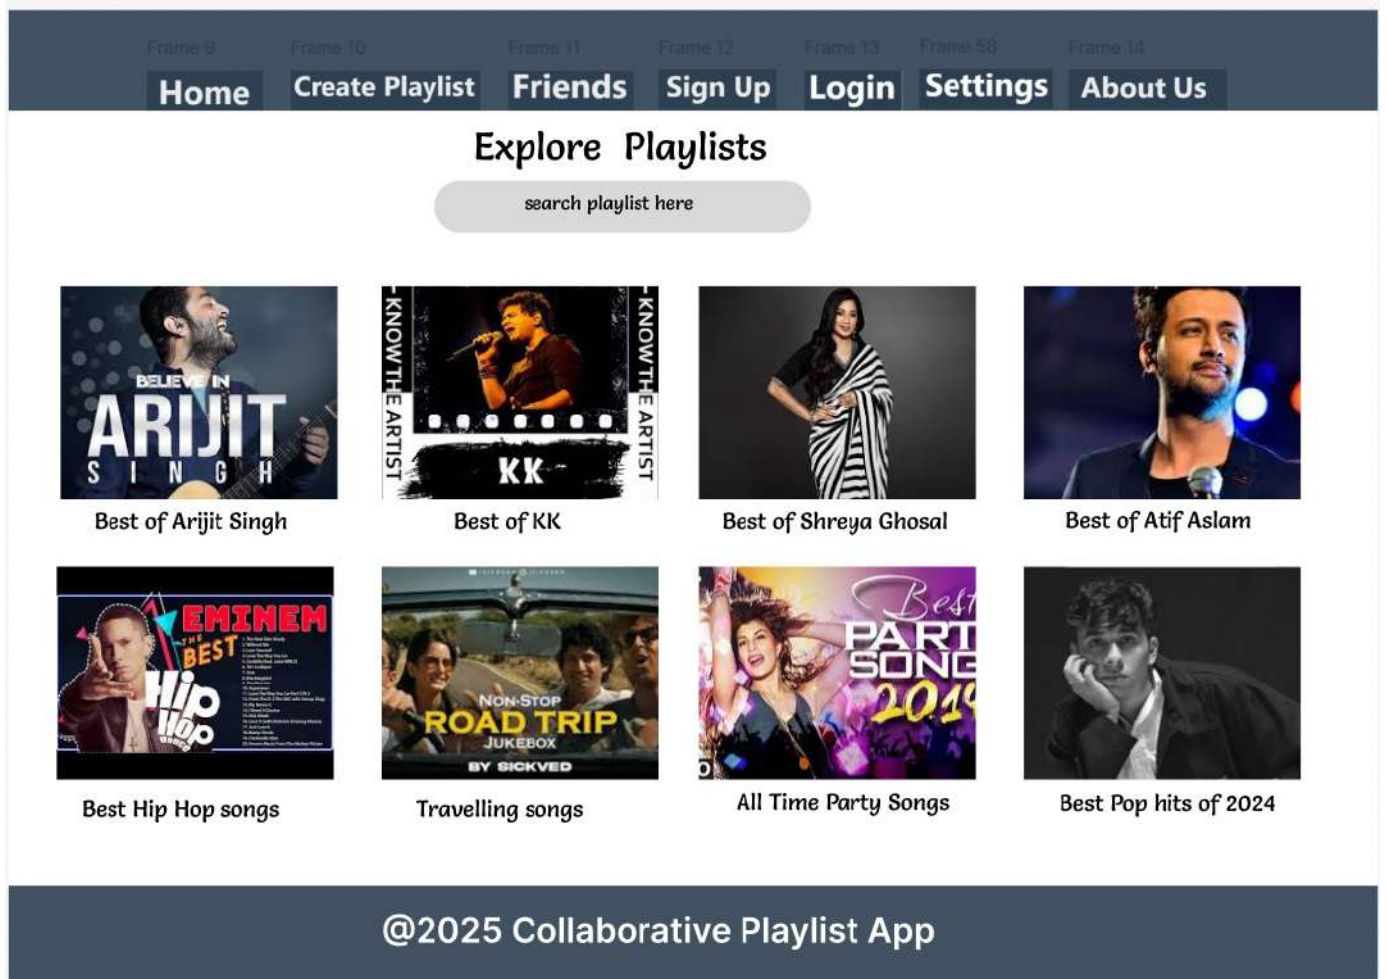 Frame 9
Frame 10
Frame 11
Frame 12
Frame 13
Frame 58
Frame 14
Home
Create Playlist
Friends
Sign Up
Login
Settings
About Us
Explore Playlists
search playlist here
BELIEVE IN
ARIJIT
SINGH
KNOW THE ARTIST
KK
KNOW THE ARTIST
Best of Arijit Singh
Best of KK
Best of Shreya Ghosal
Best of Atif Aslam
EMINEM
THE
BEST
Hip
Hop
NON-STOP
ROAD TRIP
JUKEBOX
BY SICKVED
Best
PART
SONG
2019
Best Hip Hop songs
Travelling songs
All Time Party Songs
Best Pop hits of 2024
@2025 Collaborative Playlist App